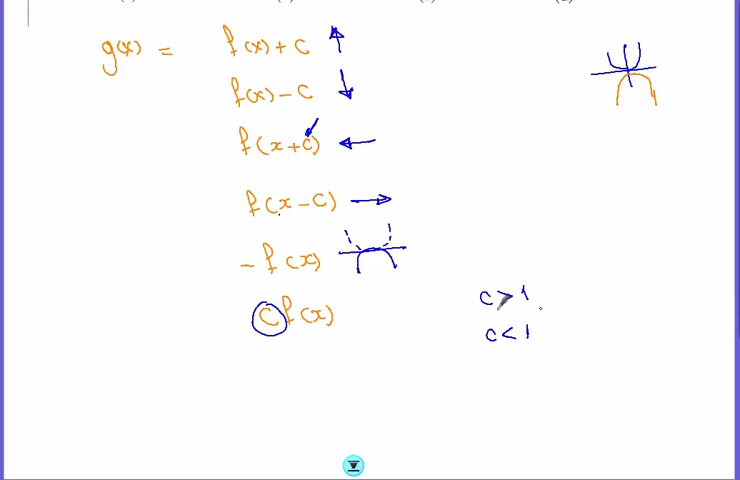 g(x) = f(x) + C
f(x) - C
f(x + C)
f(x - C)
- f(x)
C f(x)
c > 1
c < 1